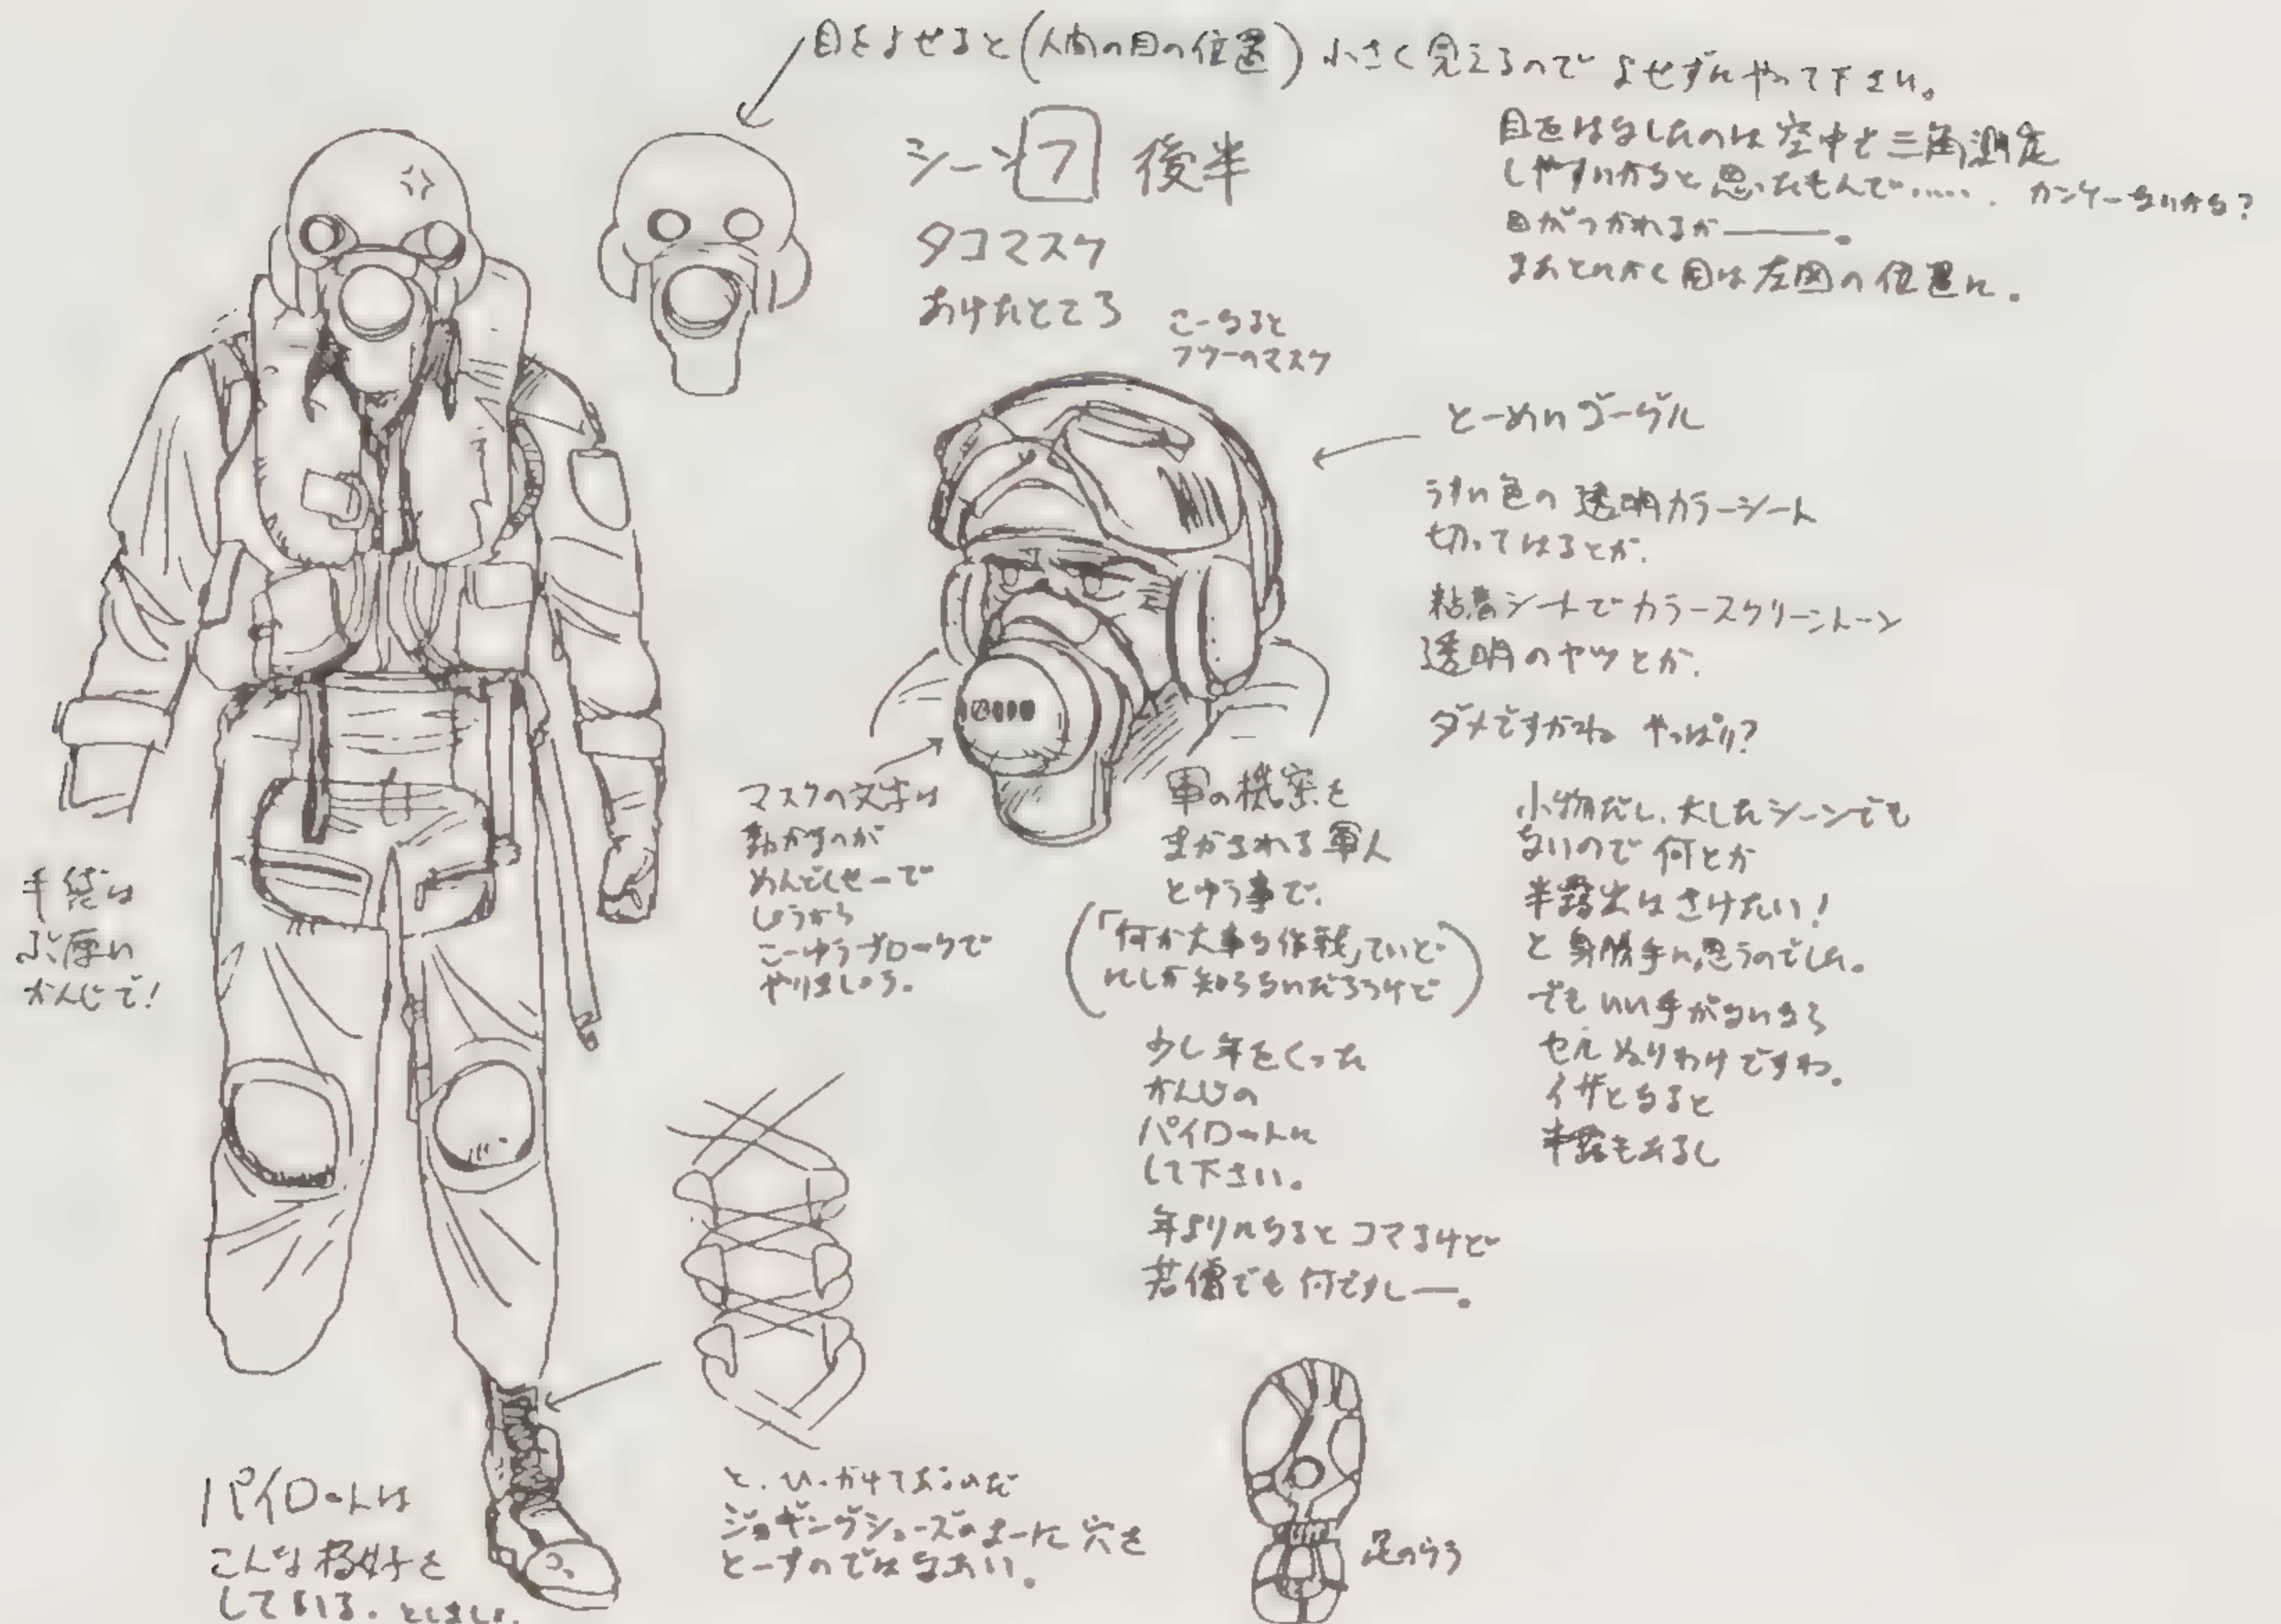 目をよせると(人間の目の位置)小さく見えるのでよせずにやって下さい。
目をはなしたのは空中で三角測定
しやすいかなと思ったもんで……. カンケーないかな?
目がつかれるか――。
まあとにかく目は左図の位置に。
シーン7 後半
タコマスク
あけたところ
こーなると
フツーのマスク
とーめいゴーグル
うすい色の透明カラーシート
切ってはるとか.
粘着シートでカラースクリーントーン
透明のヤツとか.
ダメですかね やっぱり?
小物だし、大したシーンでも
ないので何とか
半露出はさけたい!
と身勝手に思うのでした。
でもいい手がないなら
セルぬりわけですね。
イザとなると
半露もあるし
マスクの文字は
動かすのが
めんどくせーで
しょうから
こーゆうブロックで
やりましょう.
軍の機密を
まかされる軍人
とゆう事で.
(「何か大事な作戦」ていど
にしか知らないだろうけど)
少し年をくった
かんじの
パイロットに
して下さい.
年よりになるとコマるけど
若僧でも何ですしー.
手袋は
ぶ厚い
かんじで!
パイロットは
こんな格好を
している. としましょ.
と、ひっかけてあるのだ
ジョギングシューズのよーに穴を
とーすのではなあい.
足のうら